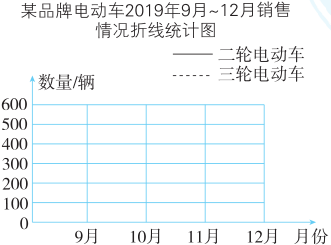 某品牌电动车2019年9月~12月销售
情况折线统计图
二轮电动车
三轮电动车
数量/辆
600
500
400
300
200
100
0
9月 10月 11月 12月 月份